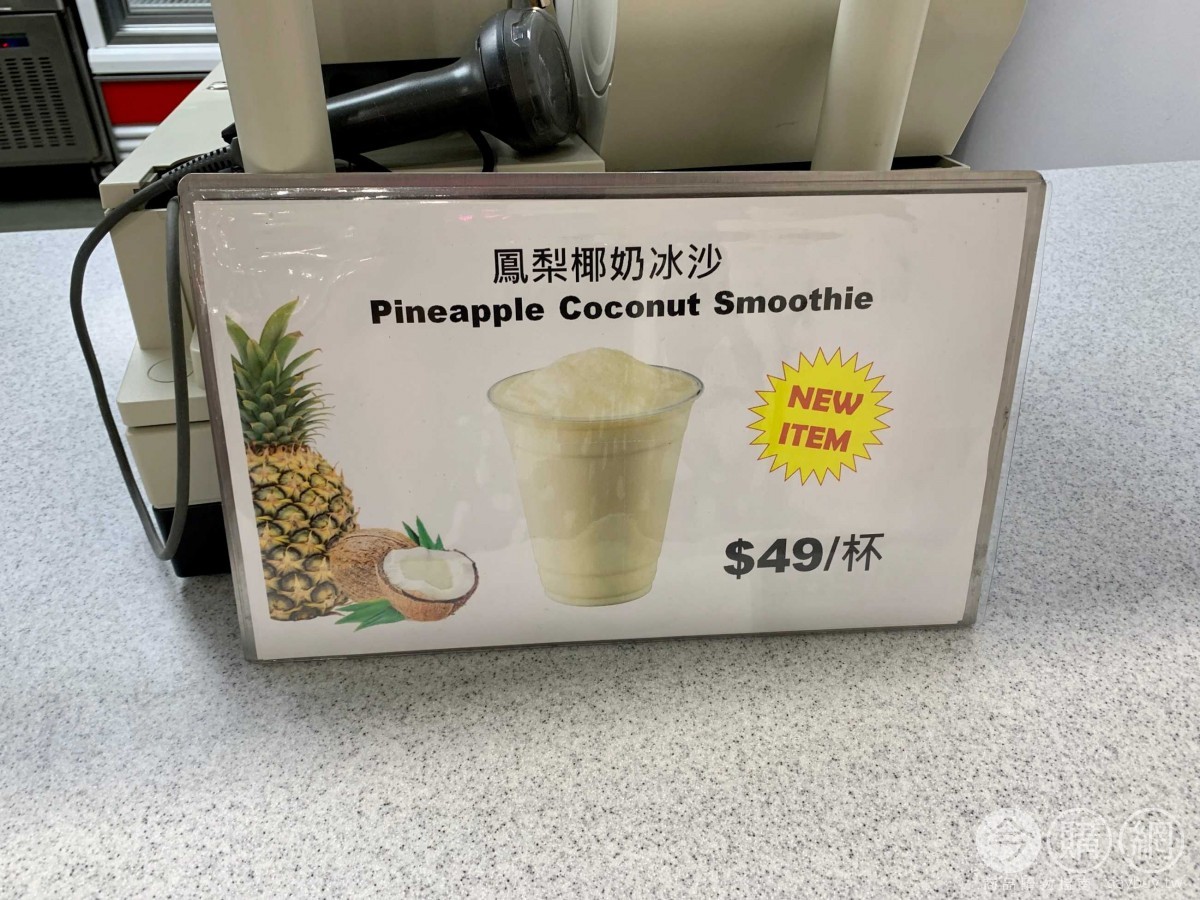 鳳梨椰奶冰沙
Pineapple Coconut Smoothie
NEW
ITEM
$49/杯